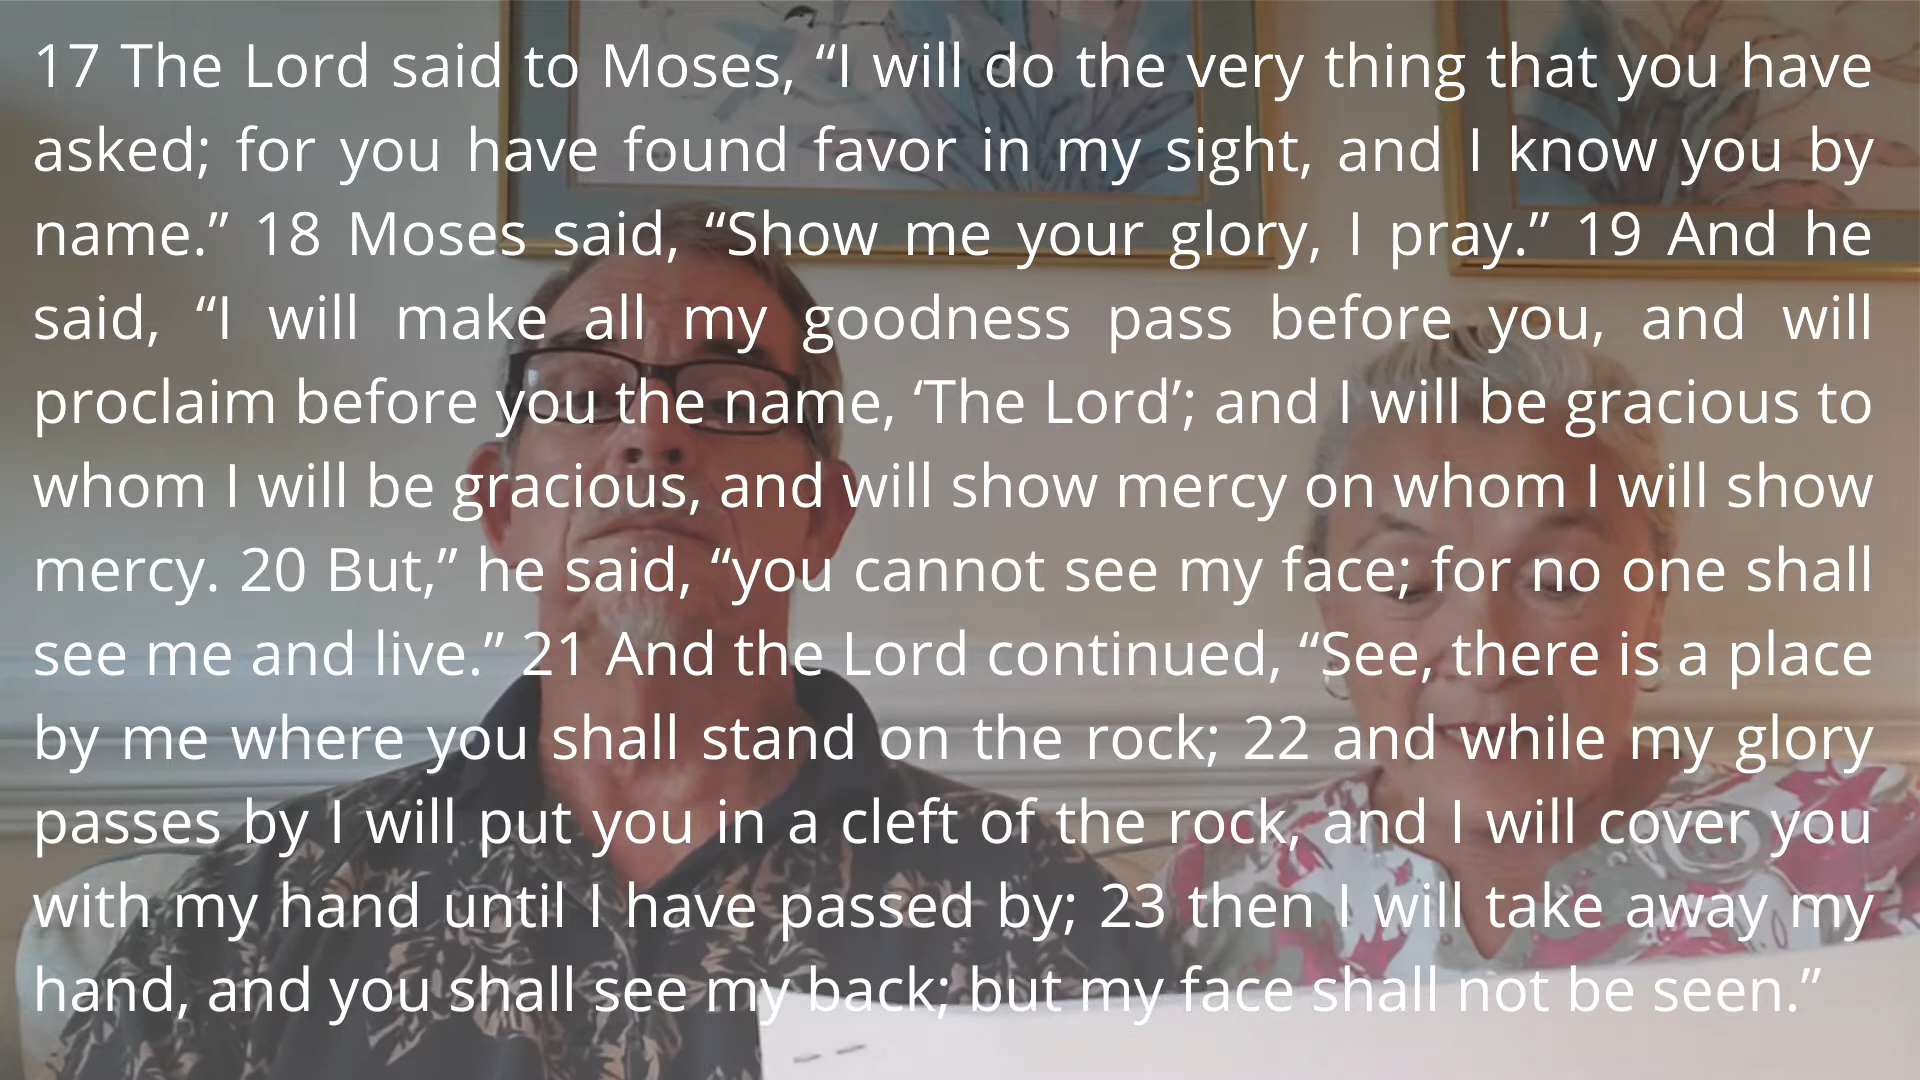 17 The Lord said to Moses, “I will do the very thing that you have
asked; for you have found favor in my sight, and I know you by
name.” 18 Moses said, “Show me your glory, I pray.” 19 And he
said, “I will make all my goodness pass before you, and will
proclaim before you the name, ‘The Lord’; and I will be gracious to
whom I will be gracious, and will show mercy on whom I will show
mercy. 20 But,” he said, “you cannot see my face; for no one shall
see me and live.” 21 And the Lord continued, “See, there is a place
by me where you shall stand on the rock; 22 and while my glory
passes by I will put you in a cleft of the rock, and I will cover you
with my hand until I have passed by; 23 then I will take away my
hand, and you shall see my back; but my face shall not be seen.”